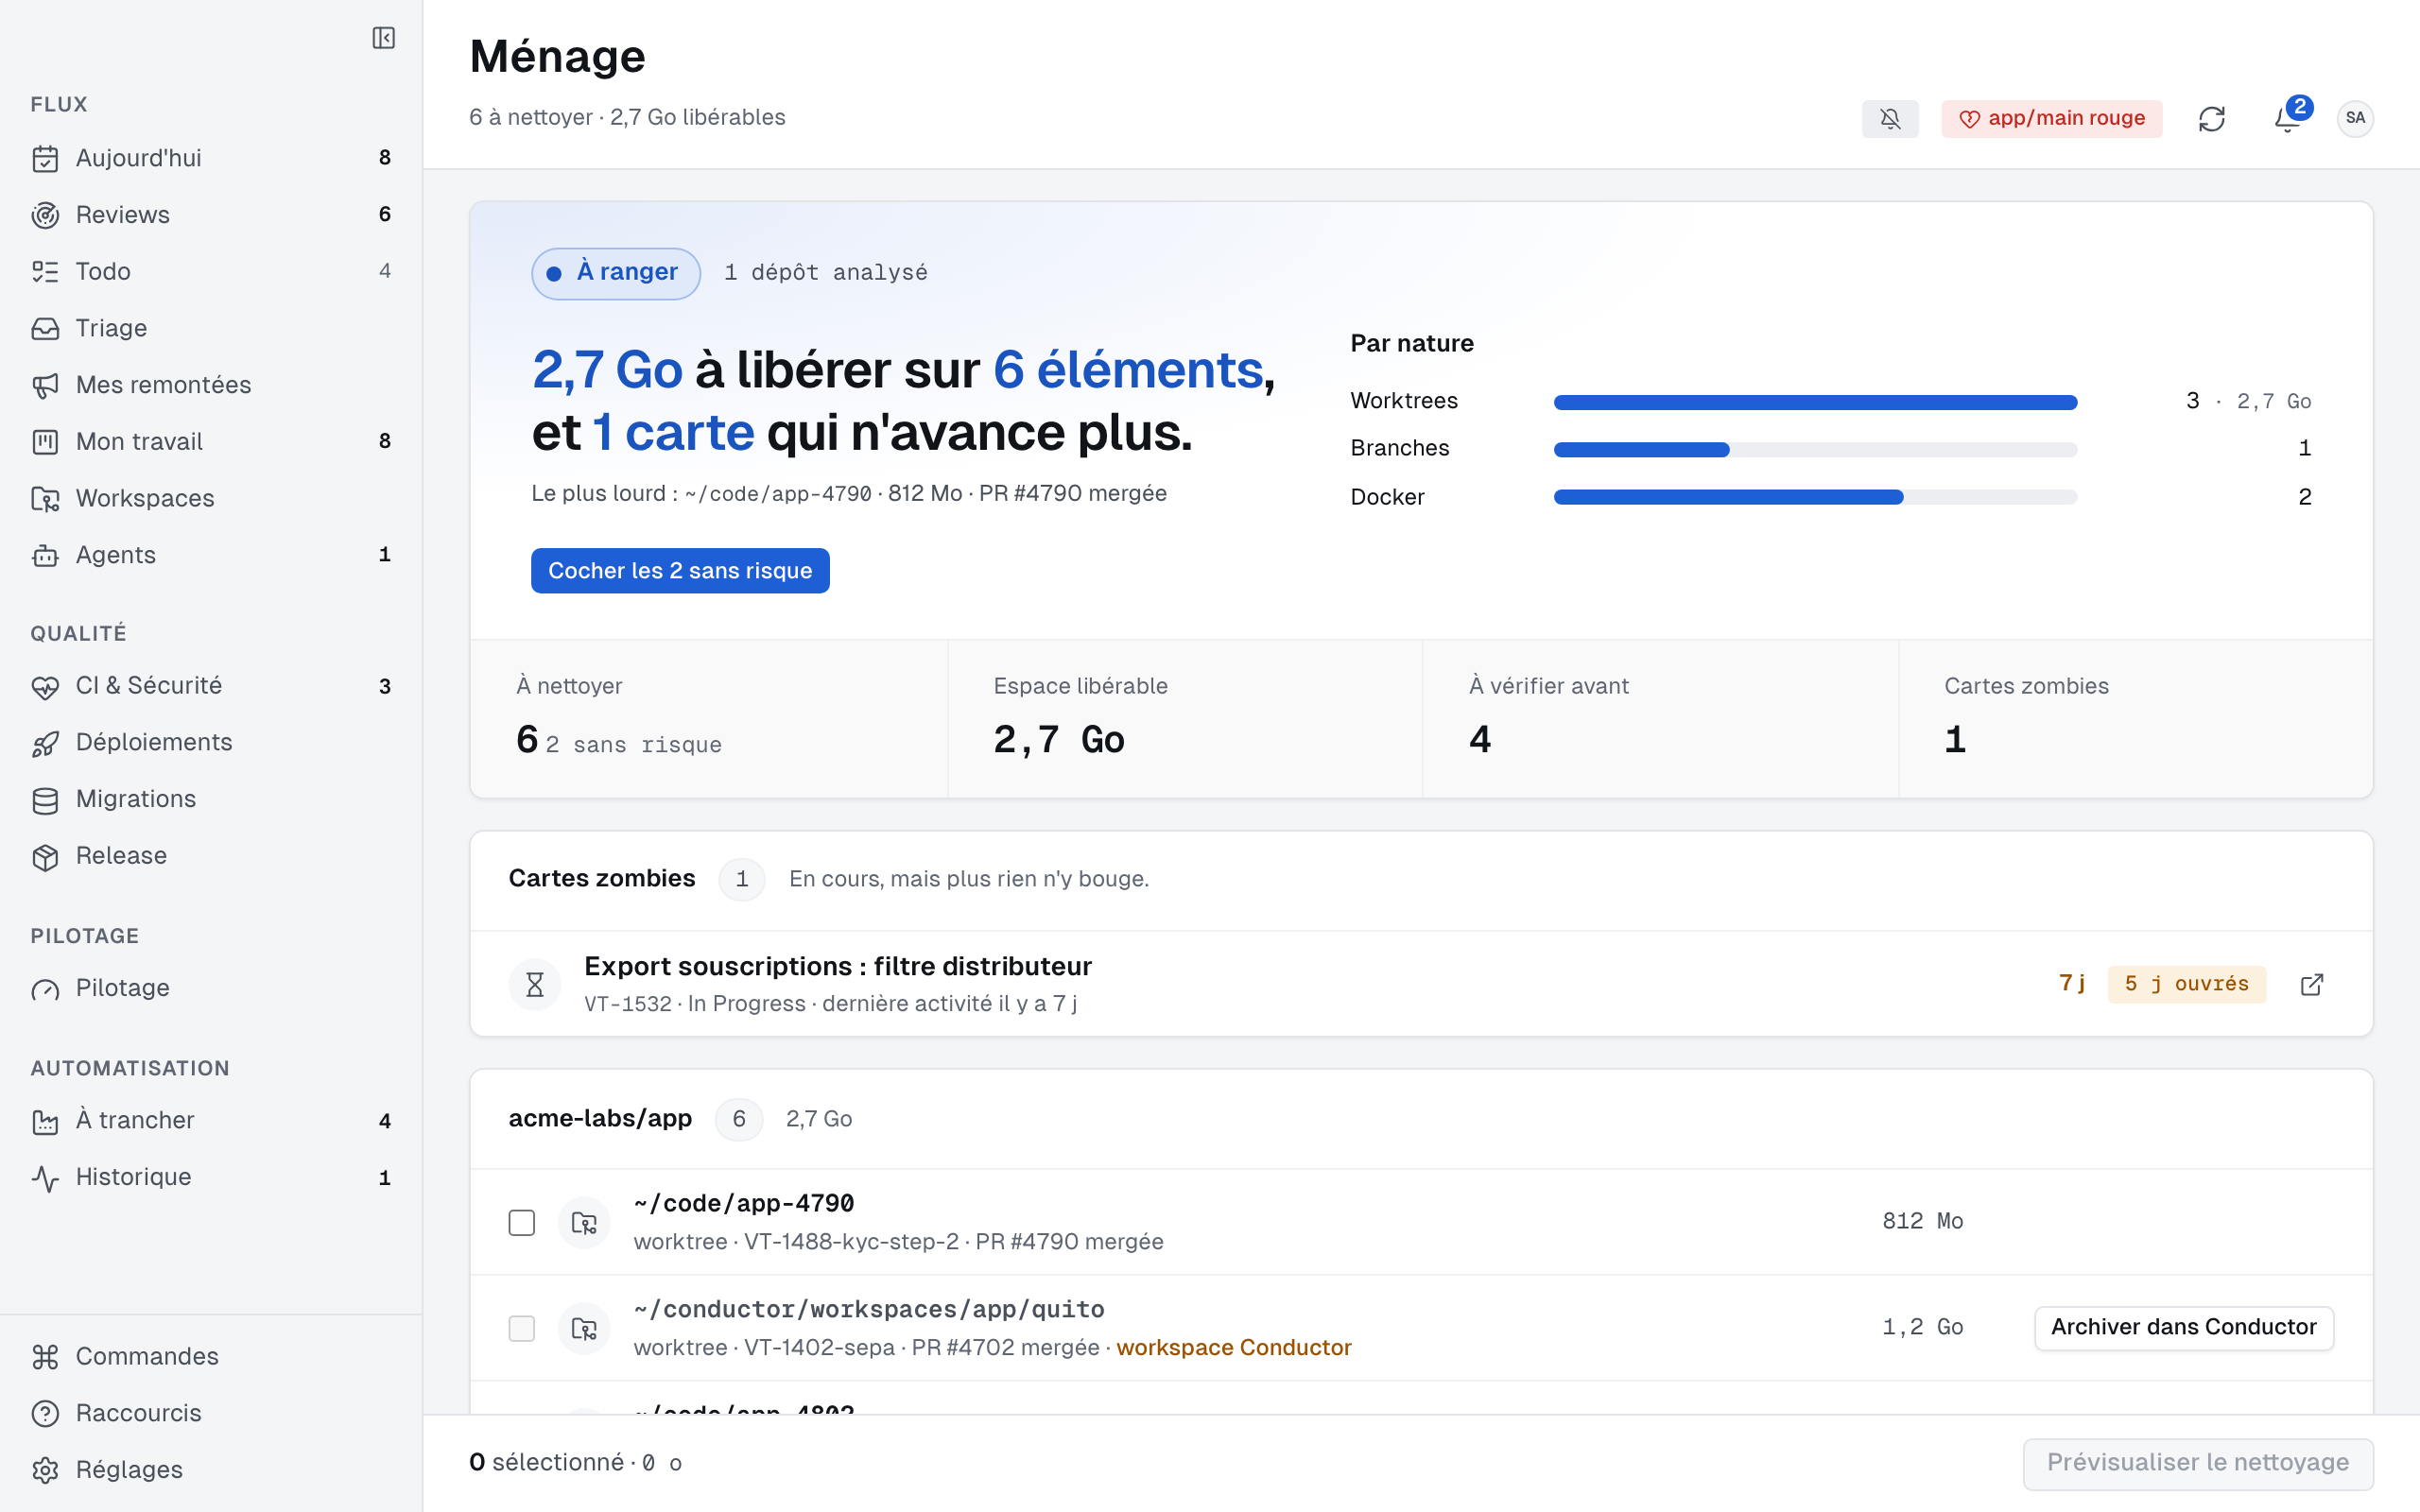 FLUX
Aujourd'hui 8
Reviews 6
Todo 4
Triage
Mes remontées
Mon travail 8
Workspaces
Agents 1
QUALITÉ
CI & Sécurité 3
Déploiements
Migrations
Release
PILOTAGE
Pilotage
AUTOMATISATION
À trancher 4
Historique 1
Commandes
Raccourcis
Réglages
Ménage
6 à nettoyer · 2,7 Go libérables
app/main rouge
2
SA
À ranger 1 dépôt analysé
2,7 Go à libérer sur 6 éléments,
et 1 carte qui n'avance plus.
Le plus lourd : ~/code/app-4790 · 812 Mo · PR #4790 mergée
Cocher les 2 sans risque
Par nature
Worktrees 3 · 2,7 Go
Branches 1
Docker 2
À nettoyer
6 2 sans risque
Espace libérable
2,7 Go
À vérifier avant
4
Cartes zombies
1
Cartes zombies 1 En cours, mais plus rien n'y bouge.
Export souscriptions : filtre distributeur
VT-1532 · In Progress · dernière activité il y a 7 j
7 j 5 j ouvrés
acme-labs/app 6 2,7 Go
~/code/app-4790
worktree · VT-1488-kyc-step-2 · PR #4790 mergée
812 Mo
~/conductor/workspaces/app/quito
worktree · VT-1402-sepa · PR #4702 mergée · workspace Conductor
1,2 Go
Archiver dans Conductor
~/code/app-4802
0 sélectionné · 0 o
Prévisualiser le nettoyage